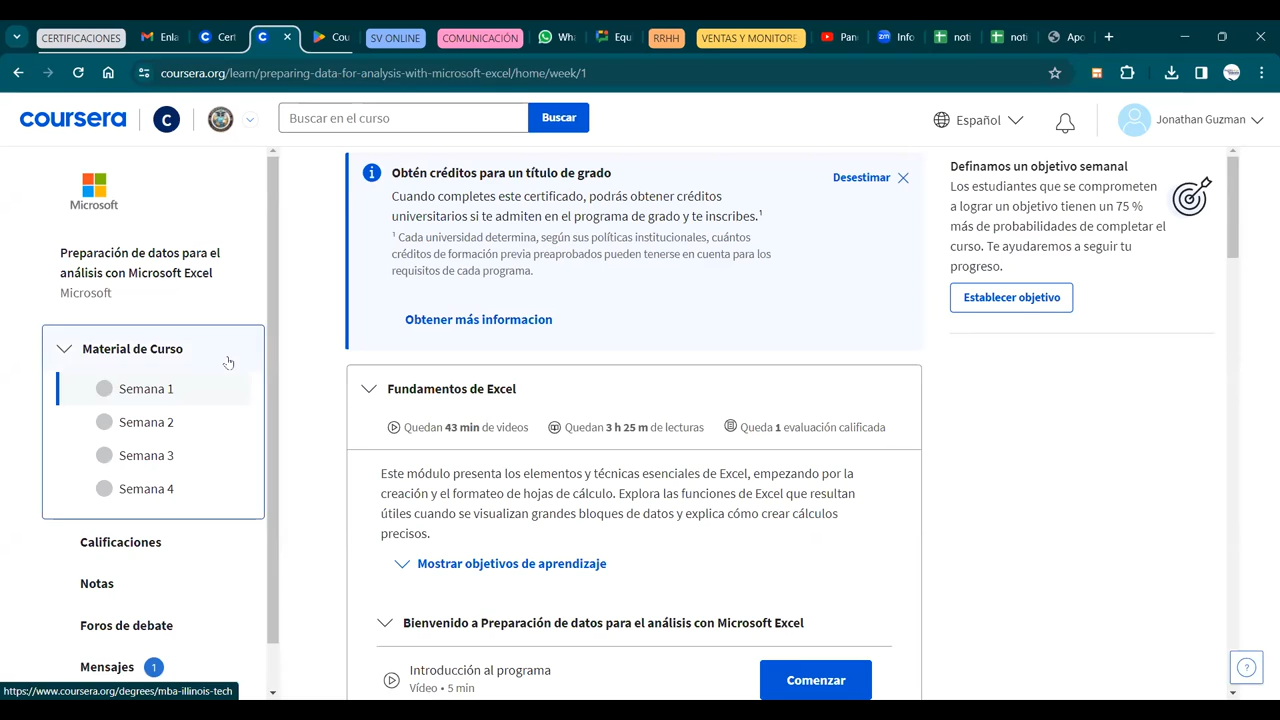 CERTIFICACIONES
Enla
Cert
Cou
SV ONLINE
COMUNICACIÓN
Wha
Equ
RRHH
VENTAS Y MONITORE
Pan
Info
noti
noti
Apo
coursera.org/learn/preparing-data-for-analysis-with-microsoft-excel/home/week/1
coursera
C
Buscar en el curso
Buscar
Español
Jonathan Guzman
Microsoft
Preparación de datos para el
análisis con Microsoft Excel
Microsoft
Material de Curso
Semana 1
Semana 2
Semana 3
Semana 4
Calificaciones
Notas
Foros de debate
Mensajes 1
https://www.coursera.org/degrees/mba-illinois-tech
Obtén créditos para un título de grado
Desestimar
Cuando completes este certificado, podrás obtener créditos
universitarios si te admiten en el programa de grado y te inscribes.¹
¹ Cada universidad determina, según sus políticas institucionales, cuántos
créditos de formación previa preaprobados pueden tenerse en cuenta para los
requisitos de cada programa.
Obtener más informacion
Fundamentos de Excel
Quedan 43 min de videos
Quedan 3 h 25 m de lecturas
Queda 1 evaluación calificada
Este módulo presenta los elementos y técnicas esenciales de Excel, empezando por la
creación y el formateo de hojas de cálculo. Explora las funciones de Excel que resultan
útiles cuando se visualizan grandes bloques de datos y explica cómo crear cálculos
precisos.
Mostrar objetivos de aprendizaje
Bienvenido a Preparación de datos para el análisis con Microsoft Excel
Introducción al programa
Vídeo • 5 min
Comenzar
Definamos un objetivo semanal
Los estudiantes que se comprometen
a lograr un objetivo tienen un 75 %
más de probabilidades de completar el
curso. Te ayudaremos a seguir tu
progreso.
Establecer objetivo